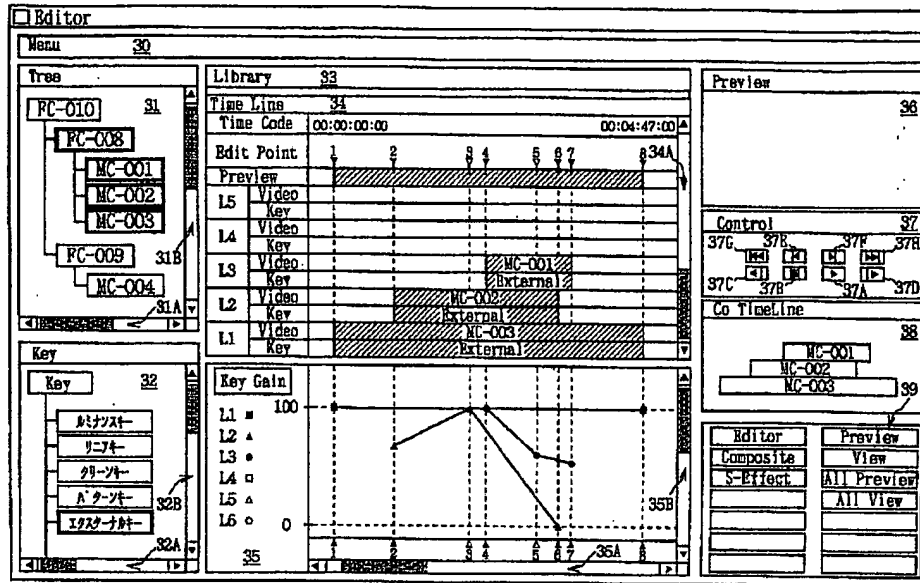 Editor
Menu 30
Tree
31
FC-010
FC-008
MC-001
MC-002
MC-003
FC-009
MC-004
31B
31A
Key
Key 32
ルミナンスキー
リニアキー
クリーンキー
パターンキー
エクスターナルキー
32B
32A
Library 33
Time Line 34
Time Code 00:00:00:00 00:04:47:00
Edit Point 1 2 3 4 5 6 7 8 34A
Preview
L5 Video
Key
L4 Video
Key
L3 Video MC-001
Key External
L2 Video MC-002
Key External
L1 Video MC-003
Key External
Key Gain
100
L1
L2
L3
L4
L5
L6
0
35
1 2 3 4 5 6 7 8
35A
35B
Preview
36
Control 37
37G 37E 37F 37H
37C 37B 37A 37D
Co TimeLine
38
MC-001
MC-002
MC-003
39
Editor Preview
Composite View
S-Effect All Preview
All View